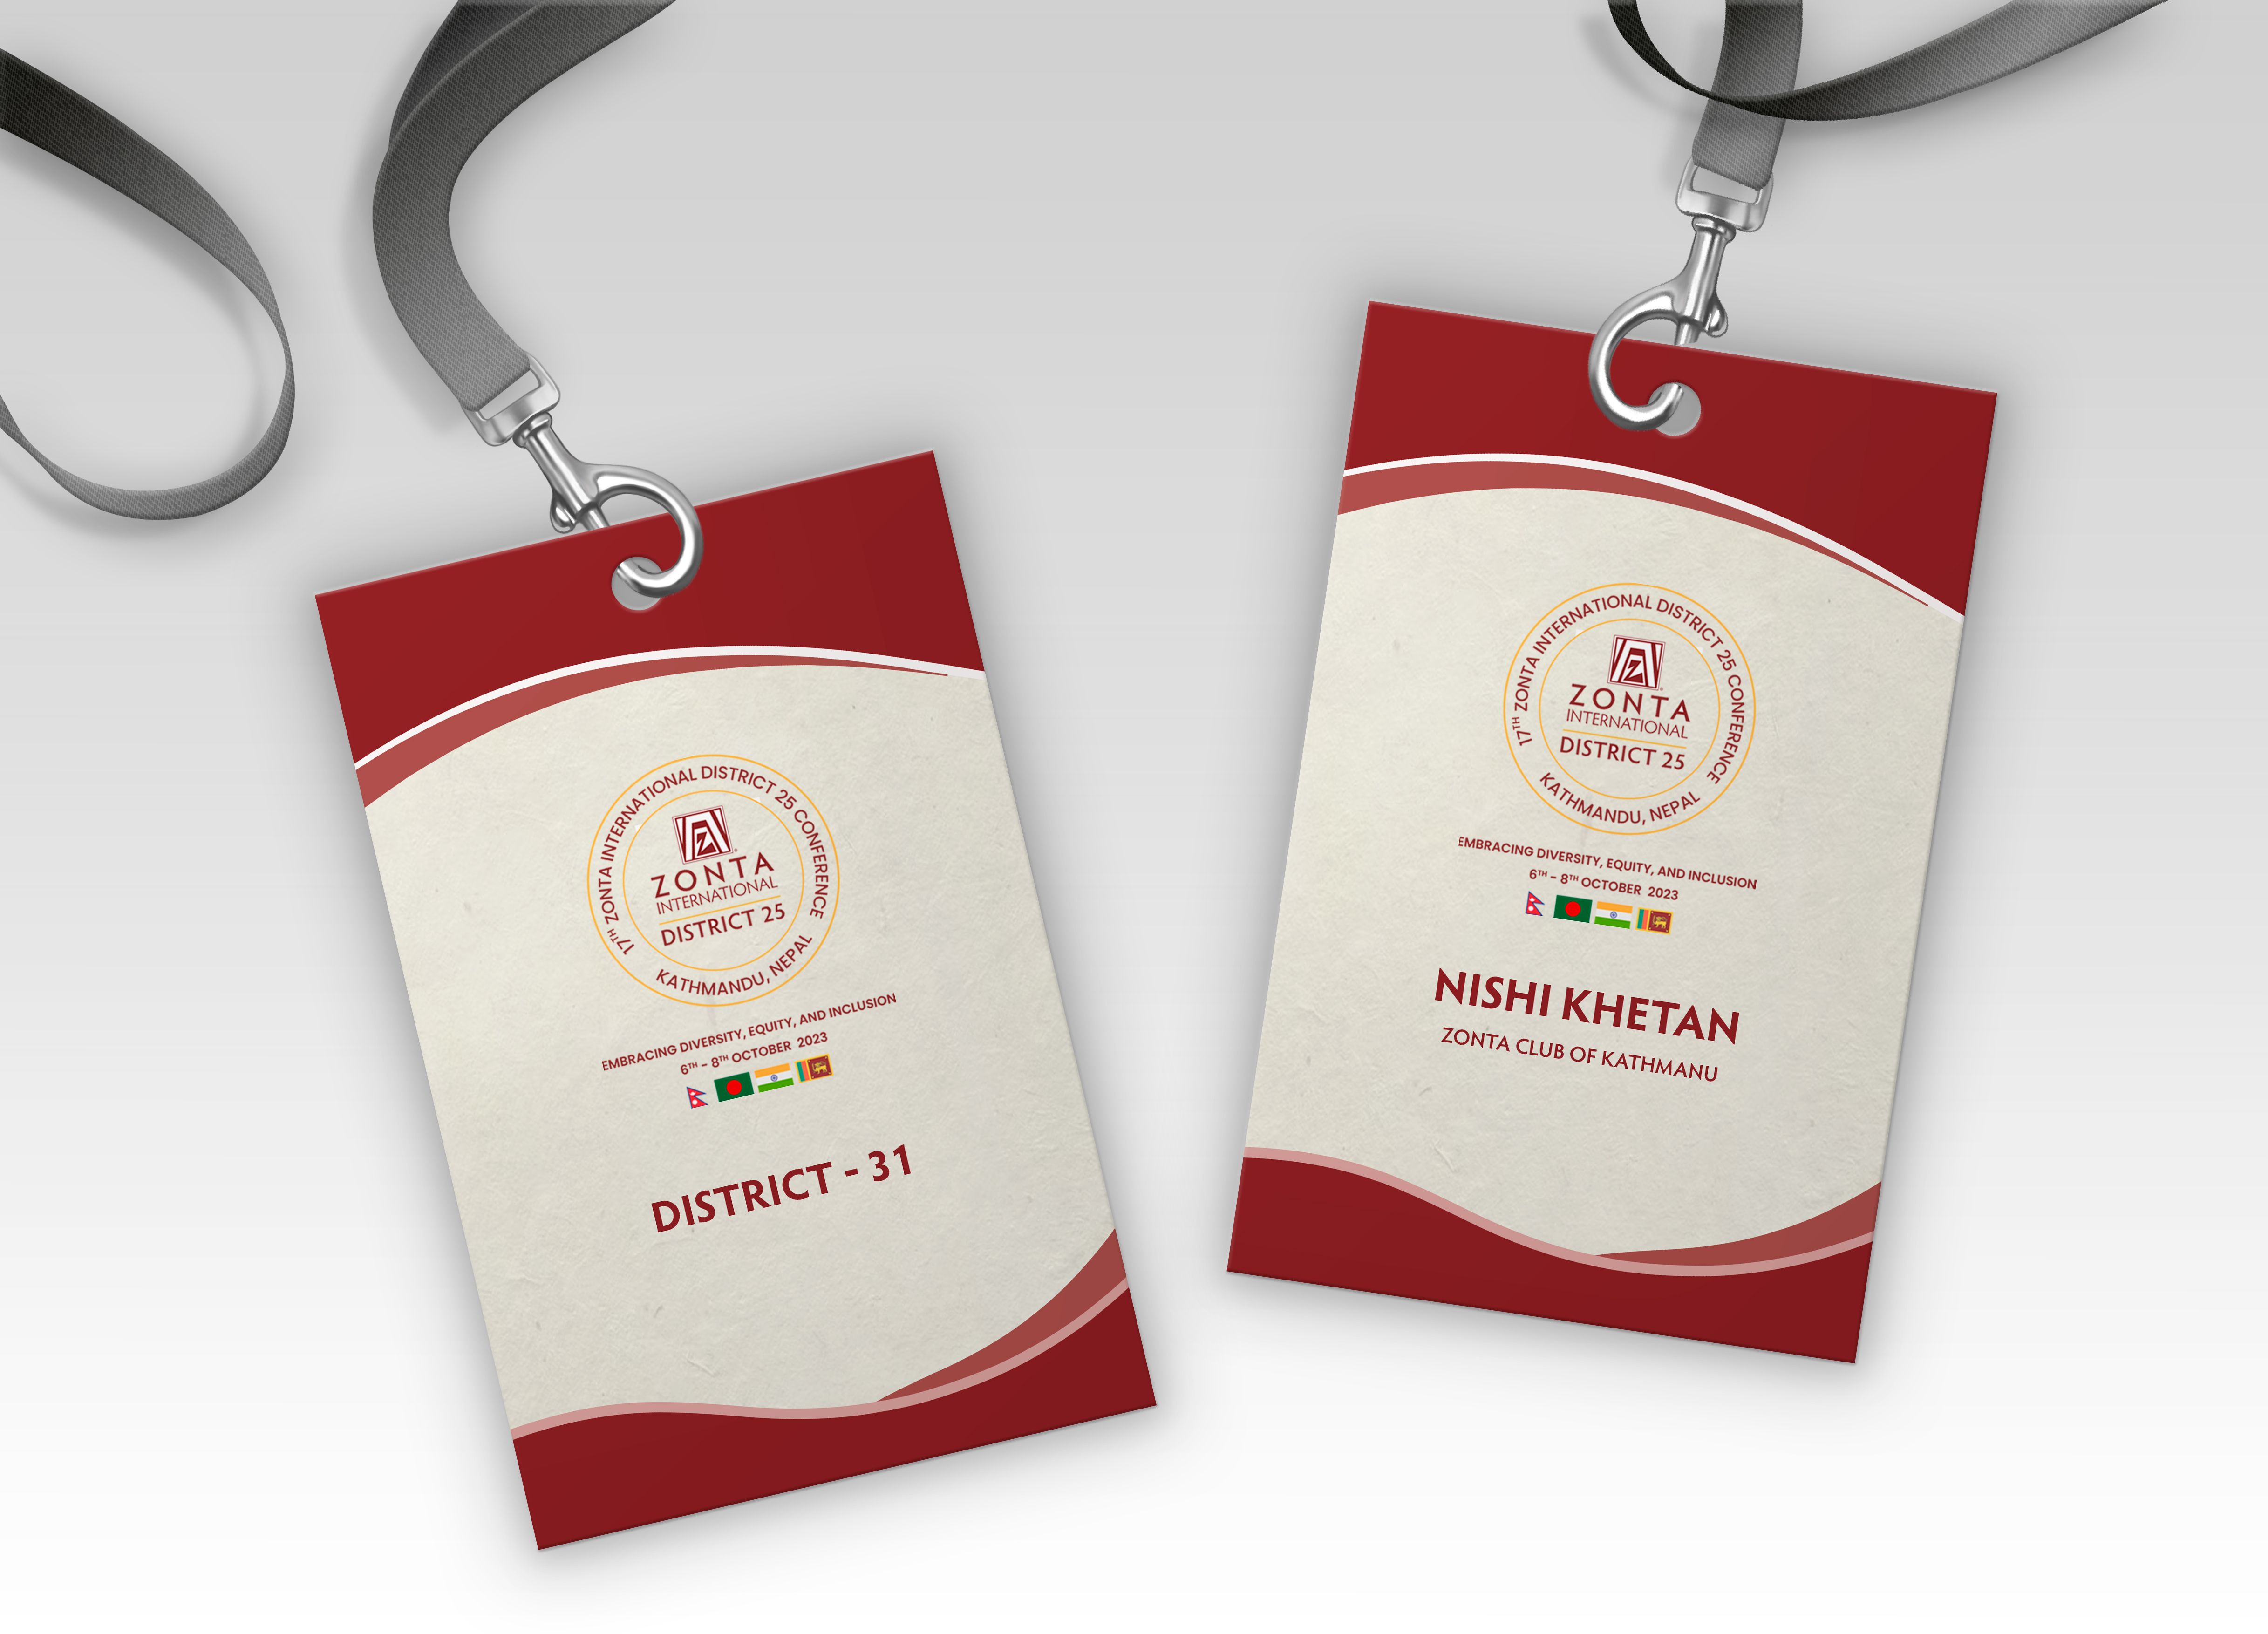 17TH ZONTA INTERNATIONAL DISTRICT 25 CONFERENCE
ZONTA
INTERNATIONAL
DISTRICT 25
KATHMANDU, NEPAL
EMBRACING DIVERSITY, EQUITY, AND INCLUSION
6TH - 8TH OCTOBER 2023
DISTRICT - 31
17TH ZONTA INTERNATIONAL DISTRICT 25 CONFERENCE
ZONTA
INTERNATIONAL
DISTRICT 25
KATHMANDU, NEPAL
EMBRACING DIVERSITY, EQUITY, AND INCLUSION
6TH - 8TH OCTOBER 2023
NISHI KHETAN
ZONTA CLUB OF KATHMANU